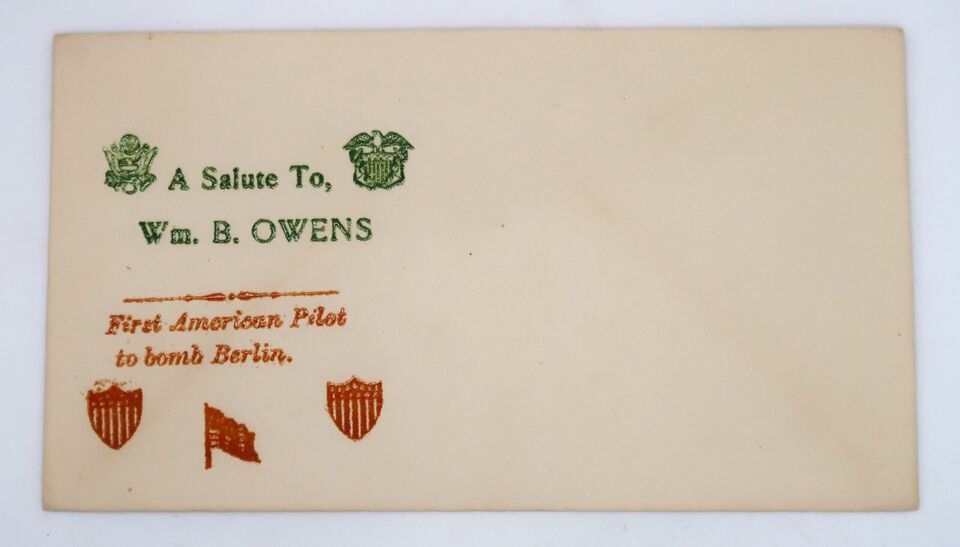 A Salute To,
Wm. B. OWENS
First American Pilot
to bomb Berlin.